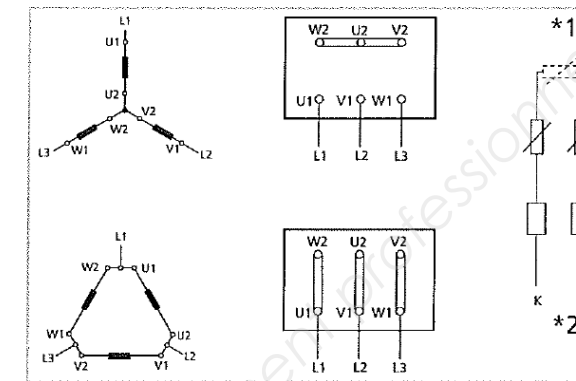 L1
U1
U2
V2
W2
L3
W1
V1
L2
W2 U2 V2
U1 V1 W1
L1 L2 L3
*1
L1
W2 U1
W1 U2
L3 L2
V2 V1
W2 U2 V2
U1 V1 W1
L1 L2 L3
K
*2
professionn